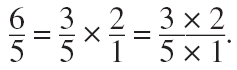 6/5 = 3/5 × 2/1 = 3 × 2/5 × 1.